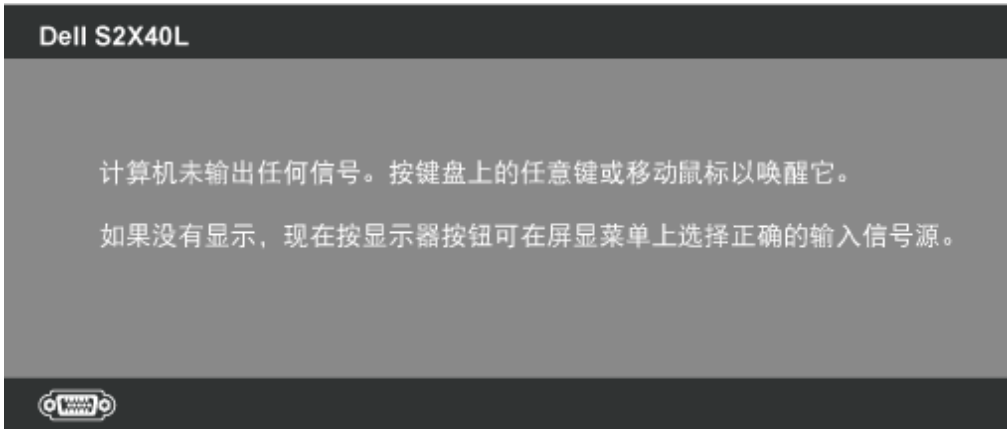 Dell S2X40L
计算机未输出任何信号。按键盘上的任意键或移动鼠标以唤醒它。
如果没有显示，现在按显示器按钮可在屏显菜单上选择正确的输入信号源。